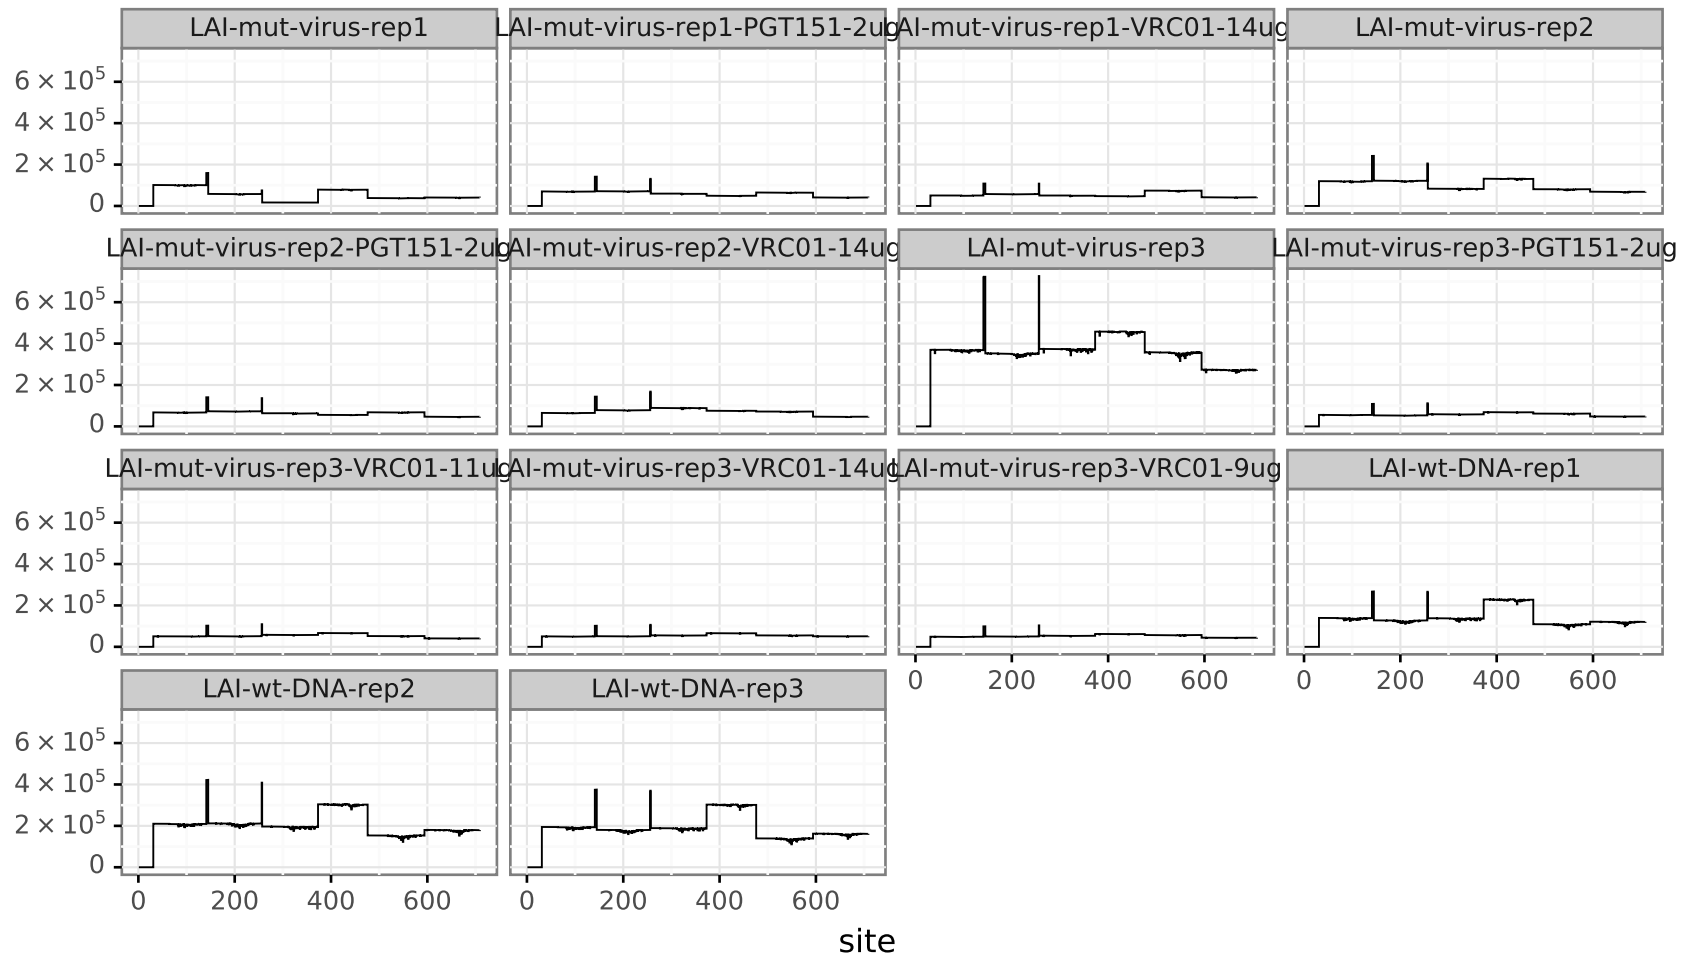 LAI-mut-virus-rep1 LAI-mut-virus-rep1-PGT151-2ug LAI-mut-virus-rep1-VRC01-14ug LAI-mut-virus-rep2
6 × 10⁵
4 × 10⁵
2 × 10⁵
0
LAI-mut-virus-rep2-PGT151-2ug LAI-mut-virus-rep2-VRC01-14ug LAI-mut-virus-rep3 LAI-mut-virus-rep3-PGT151-2ug
6 × 10⁵
4 × 10⁵
2 × 10⁵
0
LAI-mut-virus-rep3-VRC01-11ug LAI-mut-virus-rep3-VRC01-14ug LAI-mut-virus-rep3-VRC01-9ug LAI-wt-DNA-rep1
6 × 10⁵
4 × 10⁵
2 × 10⁵
0
0 200 400 600 0 200 400 600
LAI-wt-DNA-rep2 LAI-wt-DNA-rep3
6 × 10⁵
4 × 10⁵
2 × 10⁵
0
0 200 400 600 0 200 400 600
site